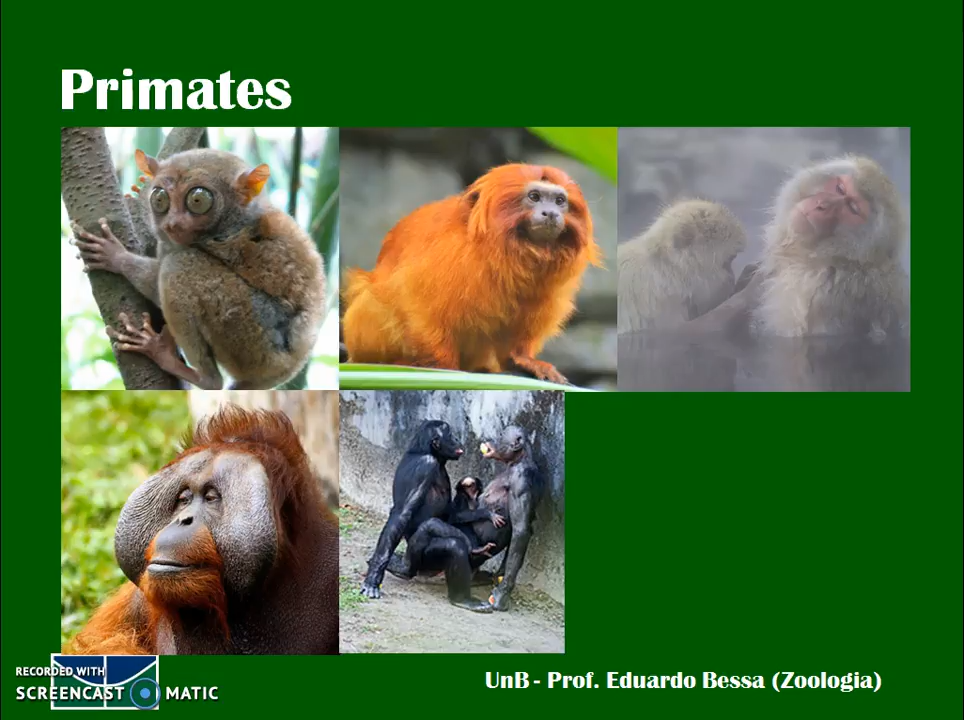 Primates
UnB - Prof. Eduardo Bessa (Zoologia)
RECORDED WITH
SCREENCAST MATIC